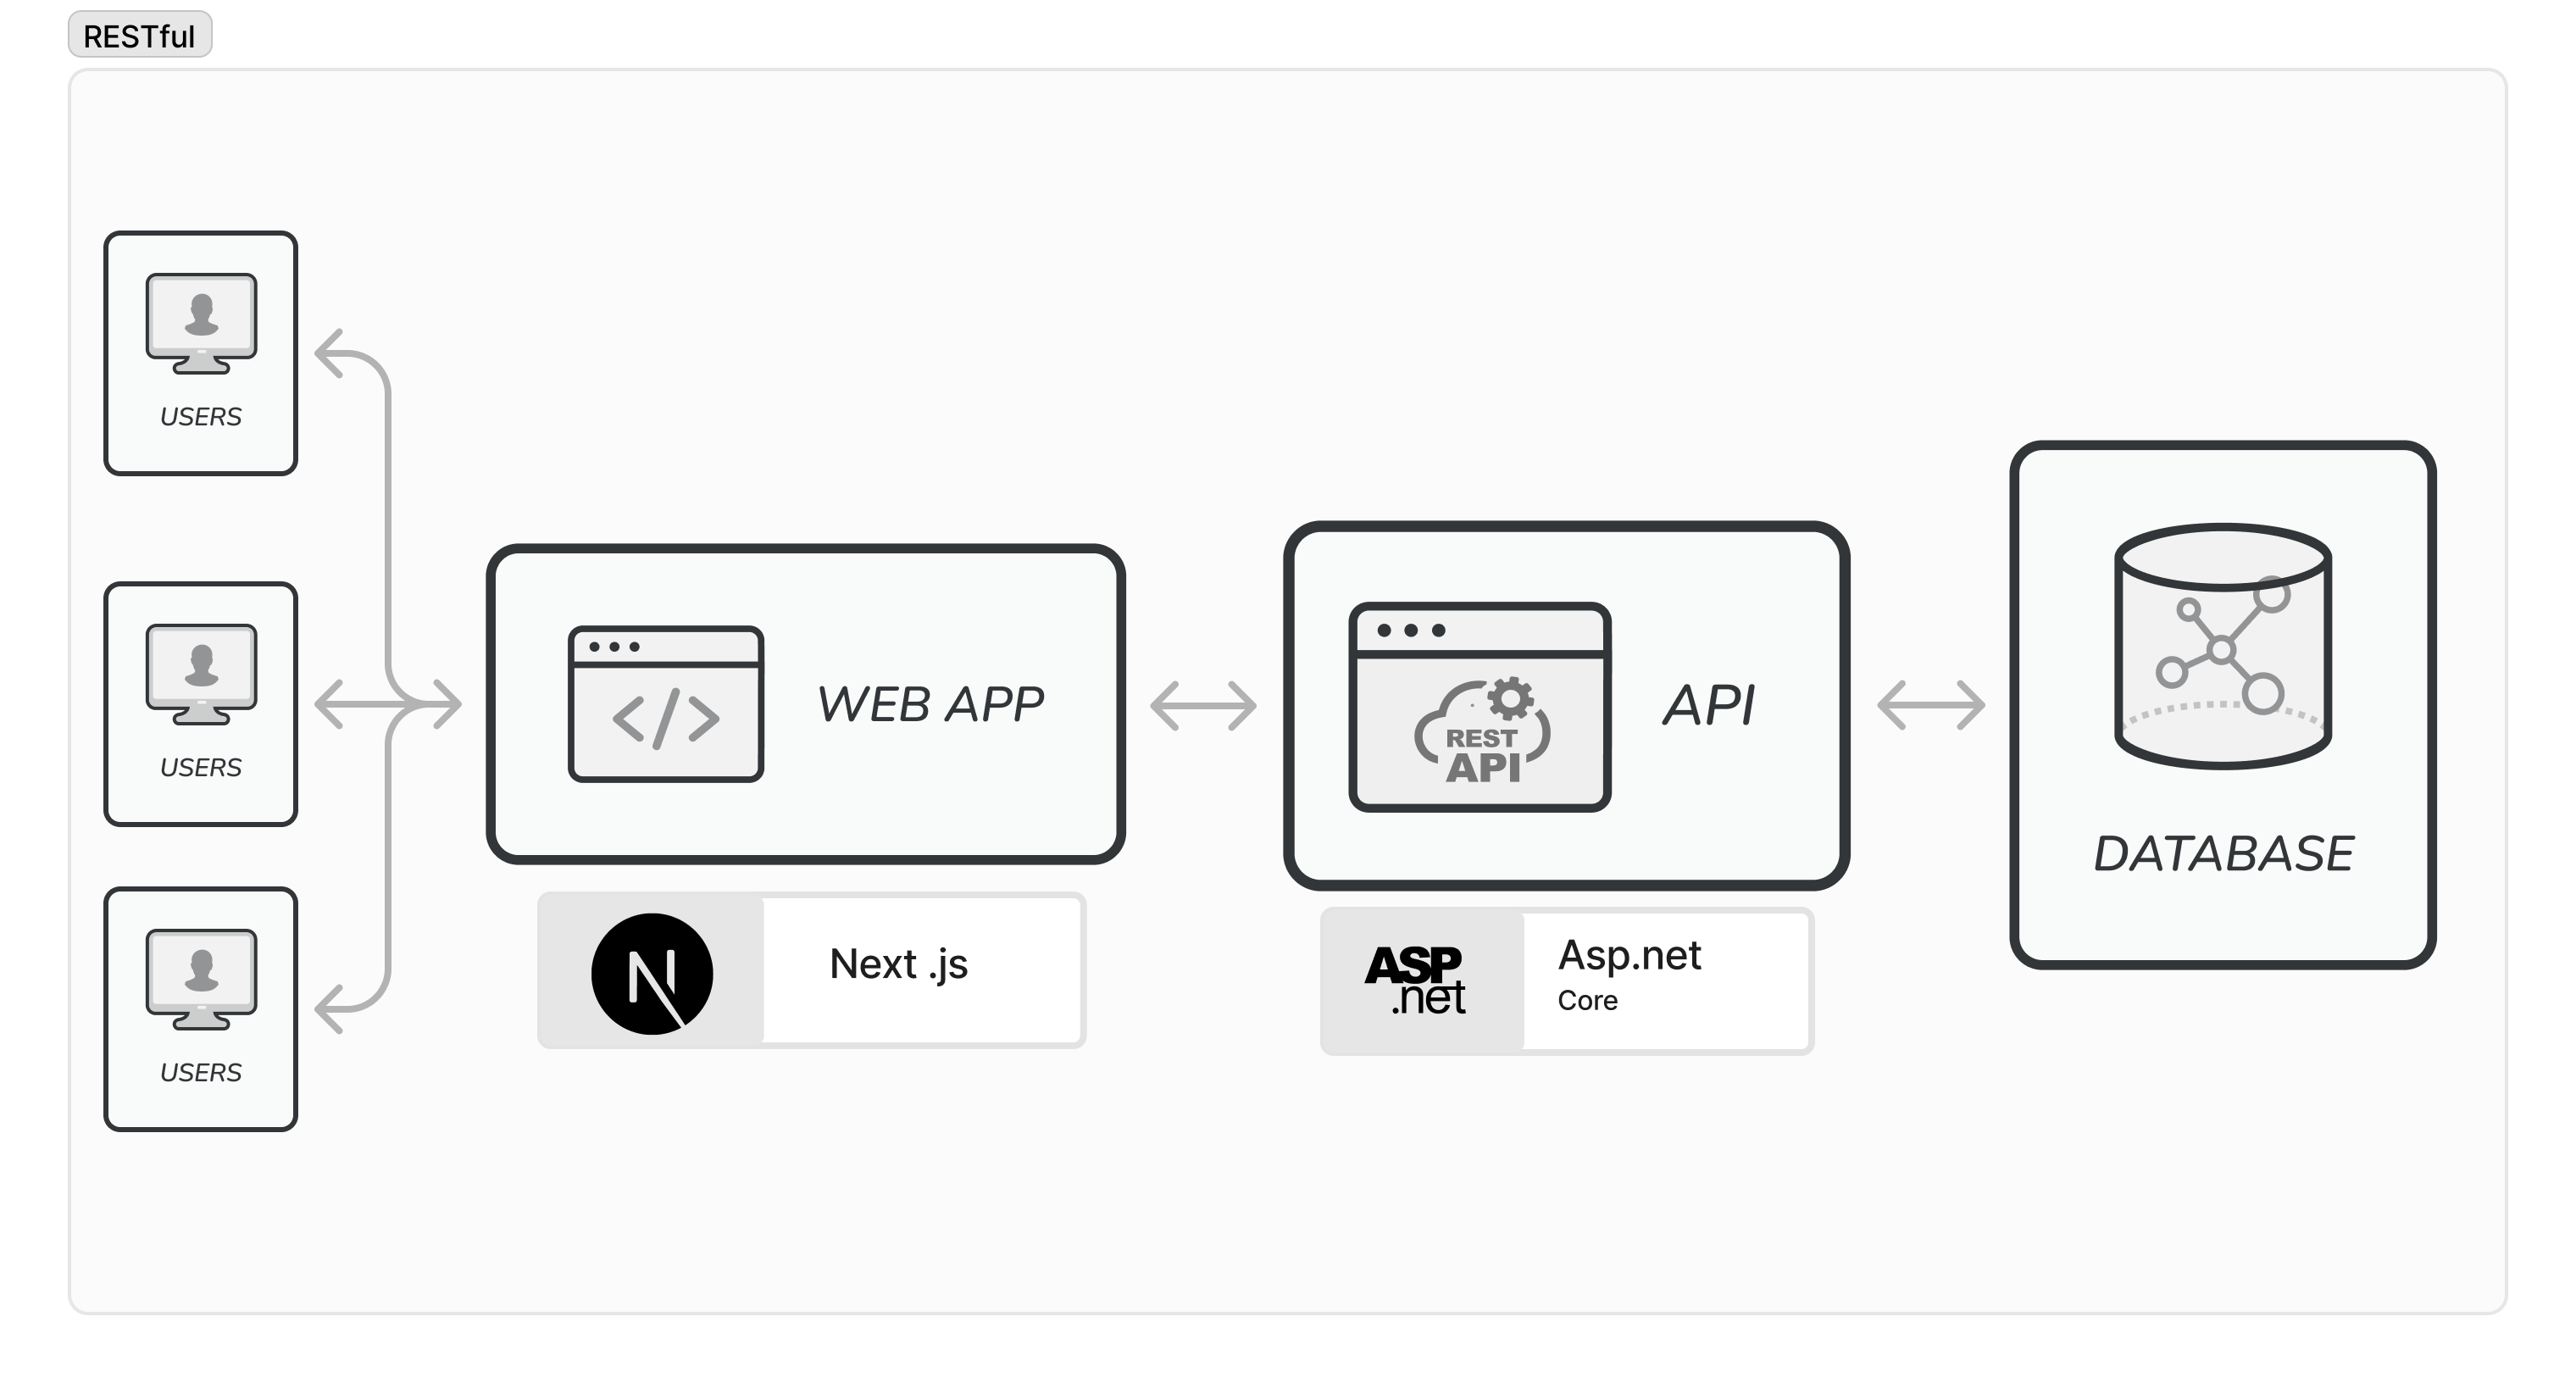 RESTful
USERS
USERS
USERS
WEB APP
Next .js
REST
API
API
ASP
.net
Asp.net
Core
DATABASE